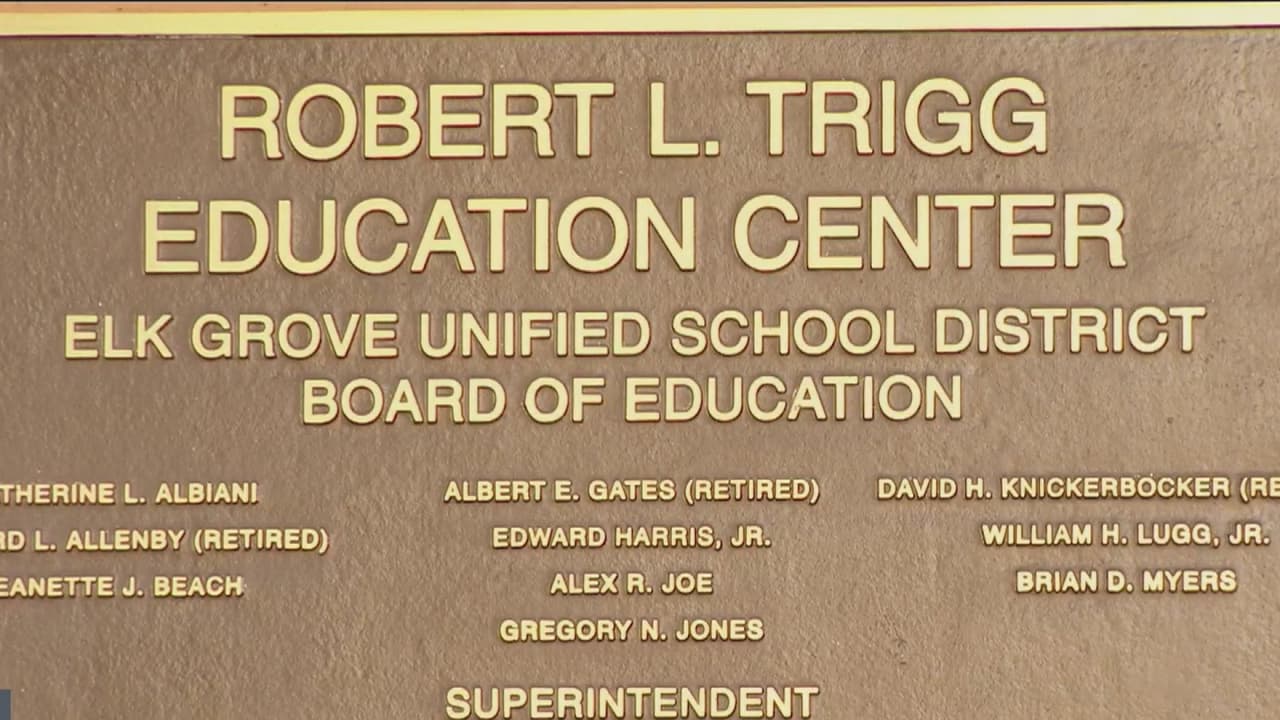 ROBERT L. TRIGG
EDUCATION CENTER
ELK GROVE UNIFIED SCHOOL DISTRICT
BOARD OF EDUCATION
THERINE L. ALBIANI
RD L. ALLENBY (RETIRED)
EANETTE J. BEACH
ALBERT E. GATES (RETIRED)
EDWARD HARRIS, JR.
ALEX R. JOE
GREGORY N. JONES
DAVID H. KNICKERBOCKER (RE
WILLIAM H. LUGG, JR.
BRIAN D. MYERS
SUPERINTENDENT